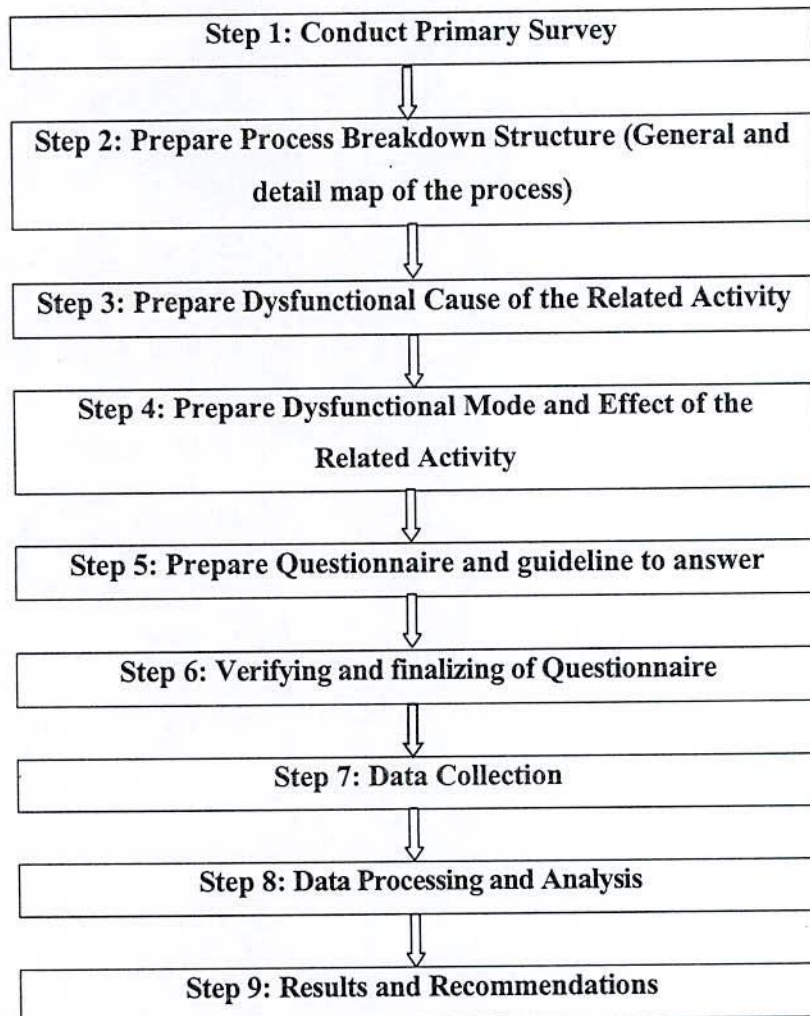 Step 1: Conduct Primary Survey
Step 2: Prepare Process Breakdown Structure (General and
detail map of the process)
Step 3: Prepare Dysfunctional Cause of the Related Activity
Step 4: Prepare Dysfunctional Mode and Effect of the
Related Activity
Step 5: Prepare Questionnaire and guideline to answer
Step 6: Verifying and finalizing of Questionnaire
Step 7: Data Collection
Step 8: Data Processing and Analysis
Step 9: Results and Recommendations